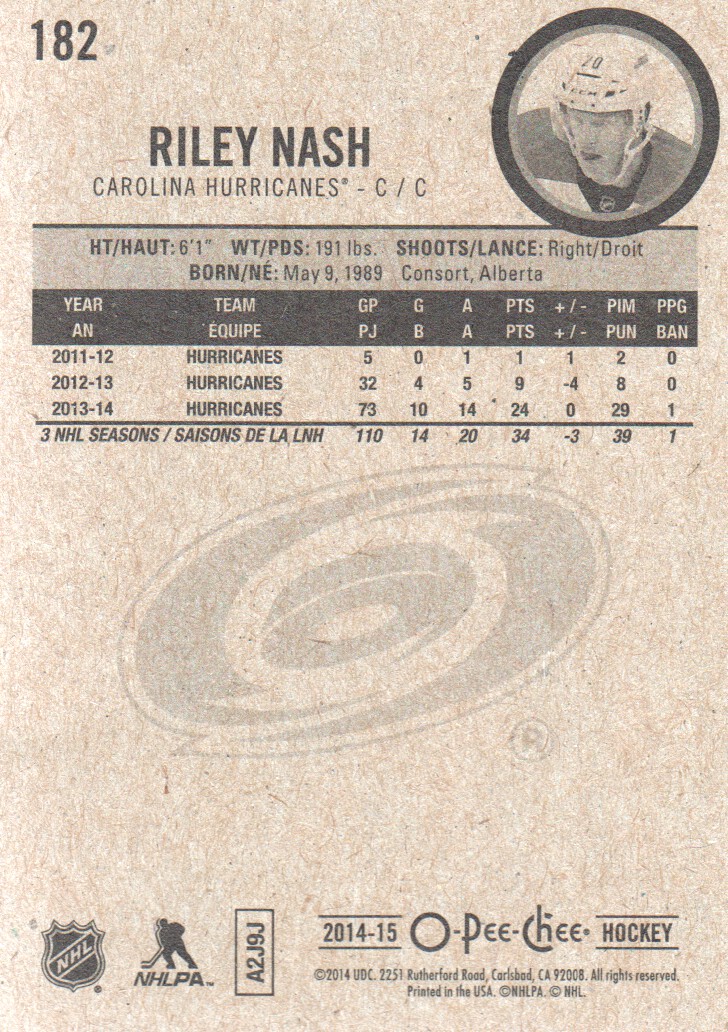 182
20
RILEY NASH
CAROLINA HURRICANES® - C / C
HT/HAUT: 6'1" WT/PDS: 191 lbs. SHOOTS/LANCE: Right/Droit
BORN/NÉ: May 9, 1989 Consort, Alberta
YEAR TEAM GP G A PTS +/- PIM PPG
AN ÉQUIPE PJ B A PTS +/- PUN BAN
2011-12 HURRICANES 5 0 1 1 1 2 0
2012-13 HURRICANES 32 4 5 9 -4 8 0
2013-14 HURRICANES 73 10 14 24 0 29 1
3 NHL SEASONS / SAISONS DE LA LNH 110 14 20 34 -3 39 1
®
NHL®
NHLPA™
A2J9J
2014-15 O-Pee-Chee® HOCKEY
©2014 UDC. 2251 Rutherford Road, Carlsbad, CA 92008. All rights reserved.
Printed in the USA. ©NHLPA. © NHL.